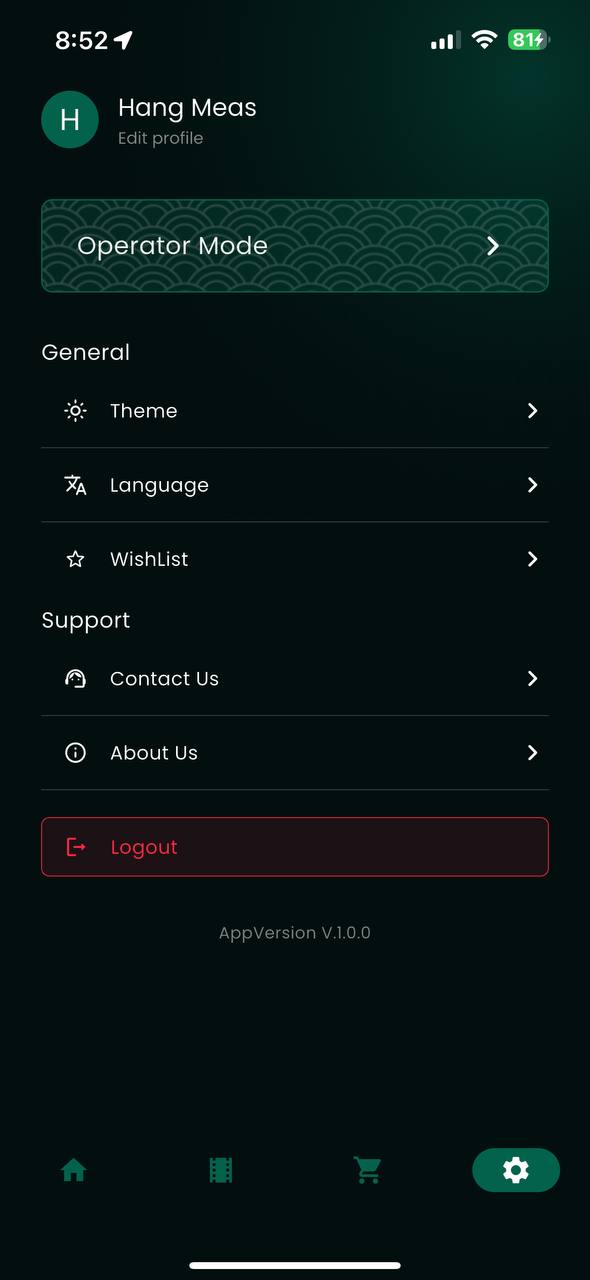 8:52
81
H
Hang Meas
Edit profile
Operator Mode
General
Theme
Language
WishList
Support
Contact Us
About Us
Logout
AppVersion V.1.0.0